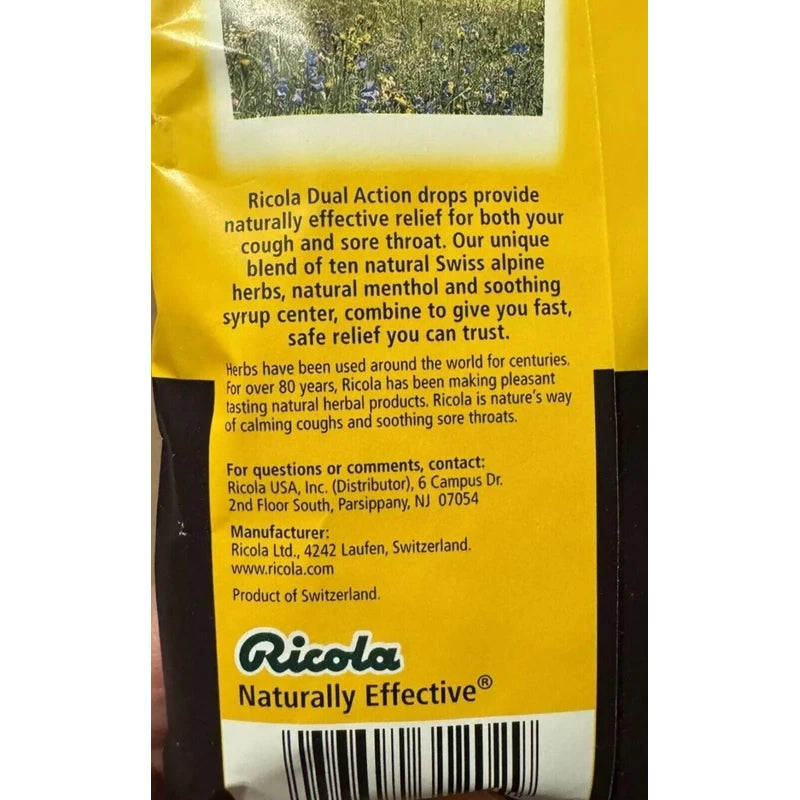 Ricola Dual Action drops provide
naturally effective relief for both your
cough and sore throat. Our unique
blend of ten natural Swiss alpine
herbs, natural menthol and soothing
syrup center, combine to give you fast,
safe relief you can trust.
Herbs have been used around the world for centuries.
For over 80 years, Ricola has been making pleasant
tasting natural herbal products. Ricola is nature's way
of calming coughs and soothing sore throats.
For questions or comments, contact:
Ricola USA, Inc. (Distributor), 6 Campus Dr.
2nd Floor South, Parsippany, NJ 07054
Manufacturer:
Ricola Ltd., 4242 Laufen, Switzerland.
www.ricola.com
Product of Switzerland.
Ricola
Naturally Effective®